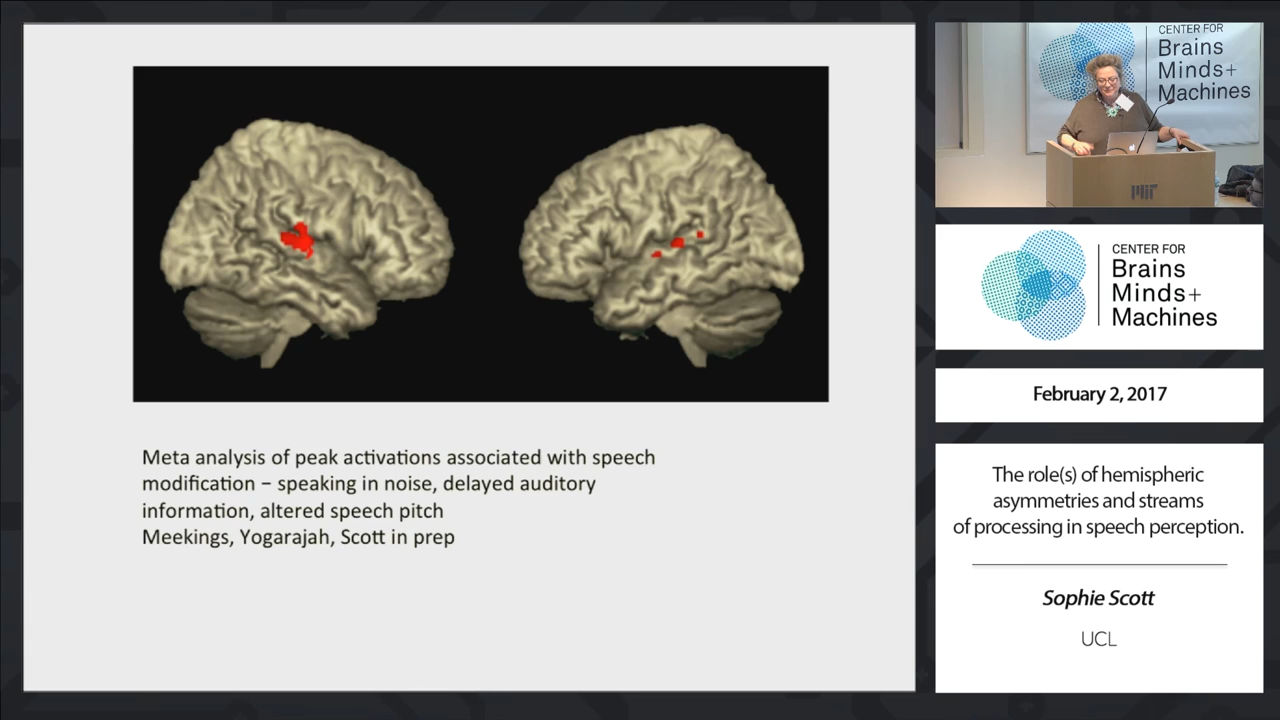 Meta analysis of peak activations associated with speech
modification – speaking in noise, delayed auditory
information, altered speech pitch
Meekings, Yogarajah, Scott in prep
CENTER FOR
Brains
Minds+
Machines
MIT
CENTER FOR
Brains
Minds+
Machines
February 2, 2017
The role(s) of hemispheric
asymmetries and streams
of processing in speech perception.
Sophie Scott
UCL